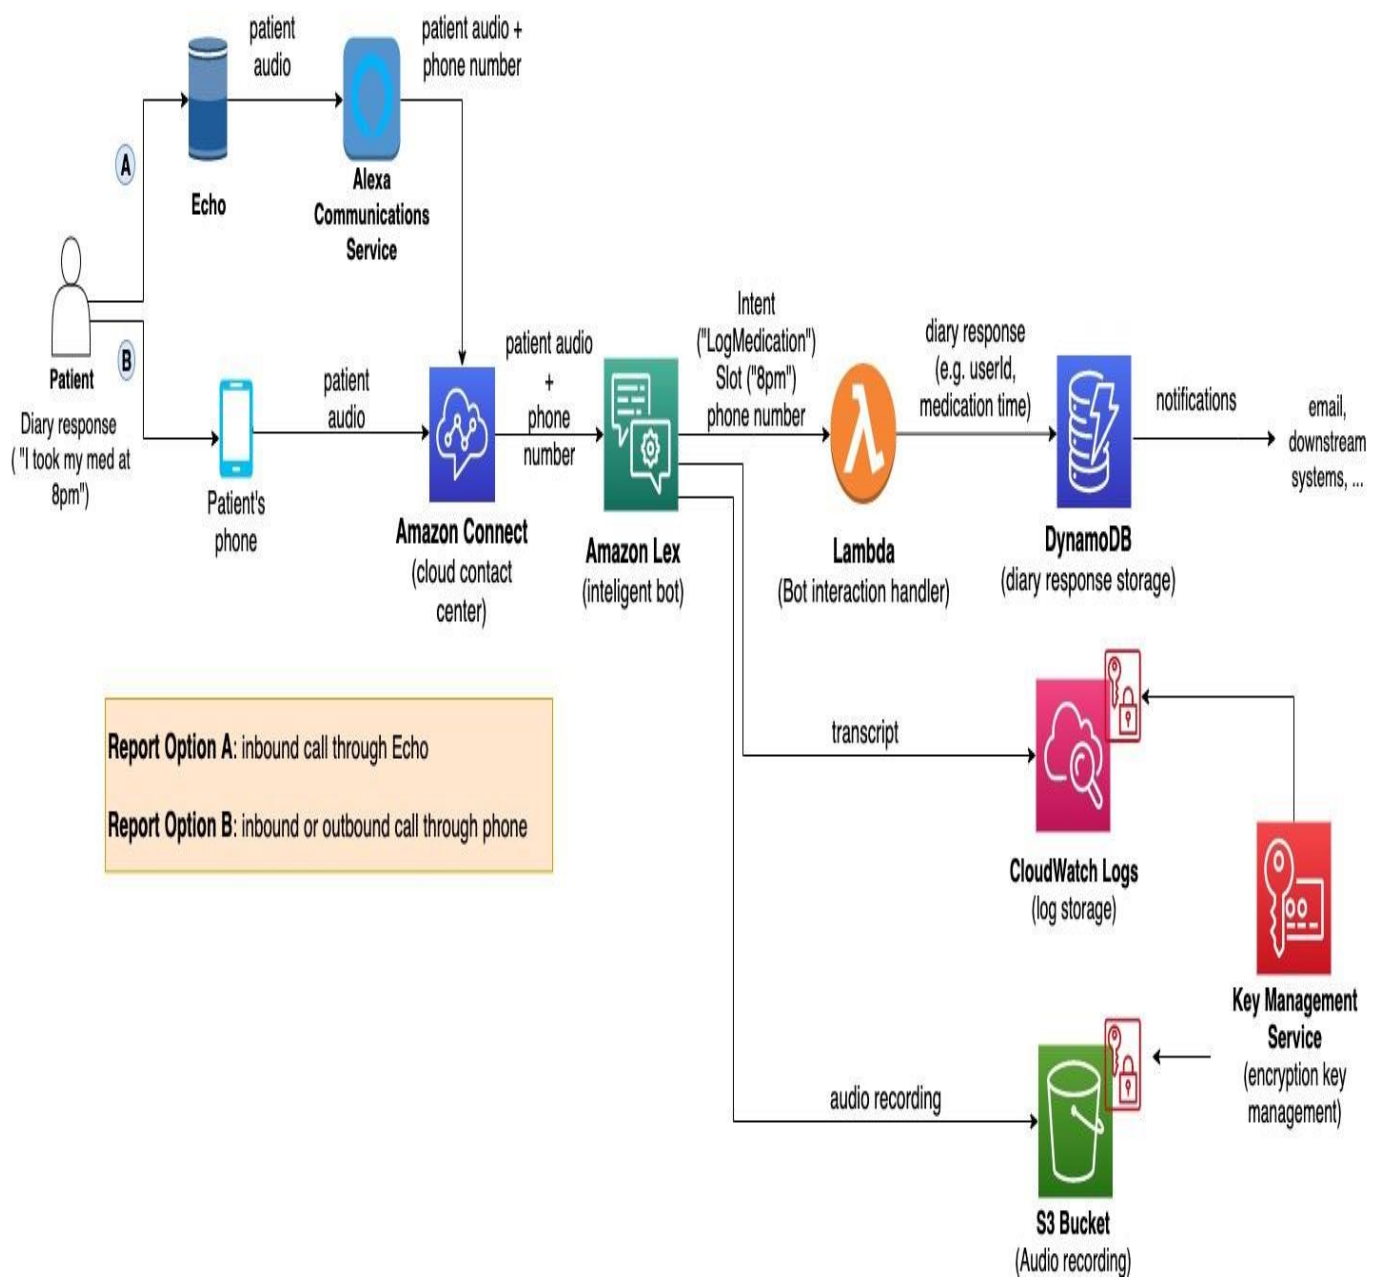 patient
audio
patient audio +
phone number
A
Echo
Alexa
Communications
Service
B
Patient
Diary response
( "I took my med at
8pm")
Patient's
phone
patient
audio
Amazon Connect
(cloud contact
center)
patient audio
+
phone
number
Amazon Lex
(inteligent bot)
Intent
("LogMedication")
Slot ("8pm")
phone number
Lambda
(Bot interaction handler)
diary response
(e.g. userId,
medication time)
DynamoDB
(diary response storage)
notifications
email,
downstream
systems, ...
Report Option A: inbound call through Echo
Report Option B: inbound or outbound call through phone
transcript
CloudWatch Logs
(log storage)
Key Management
Service
(encryption key
management)
audio recording
S3 Bucket
(Audio recording)